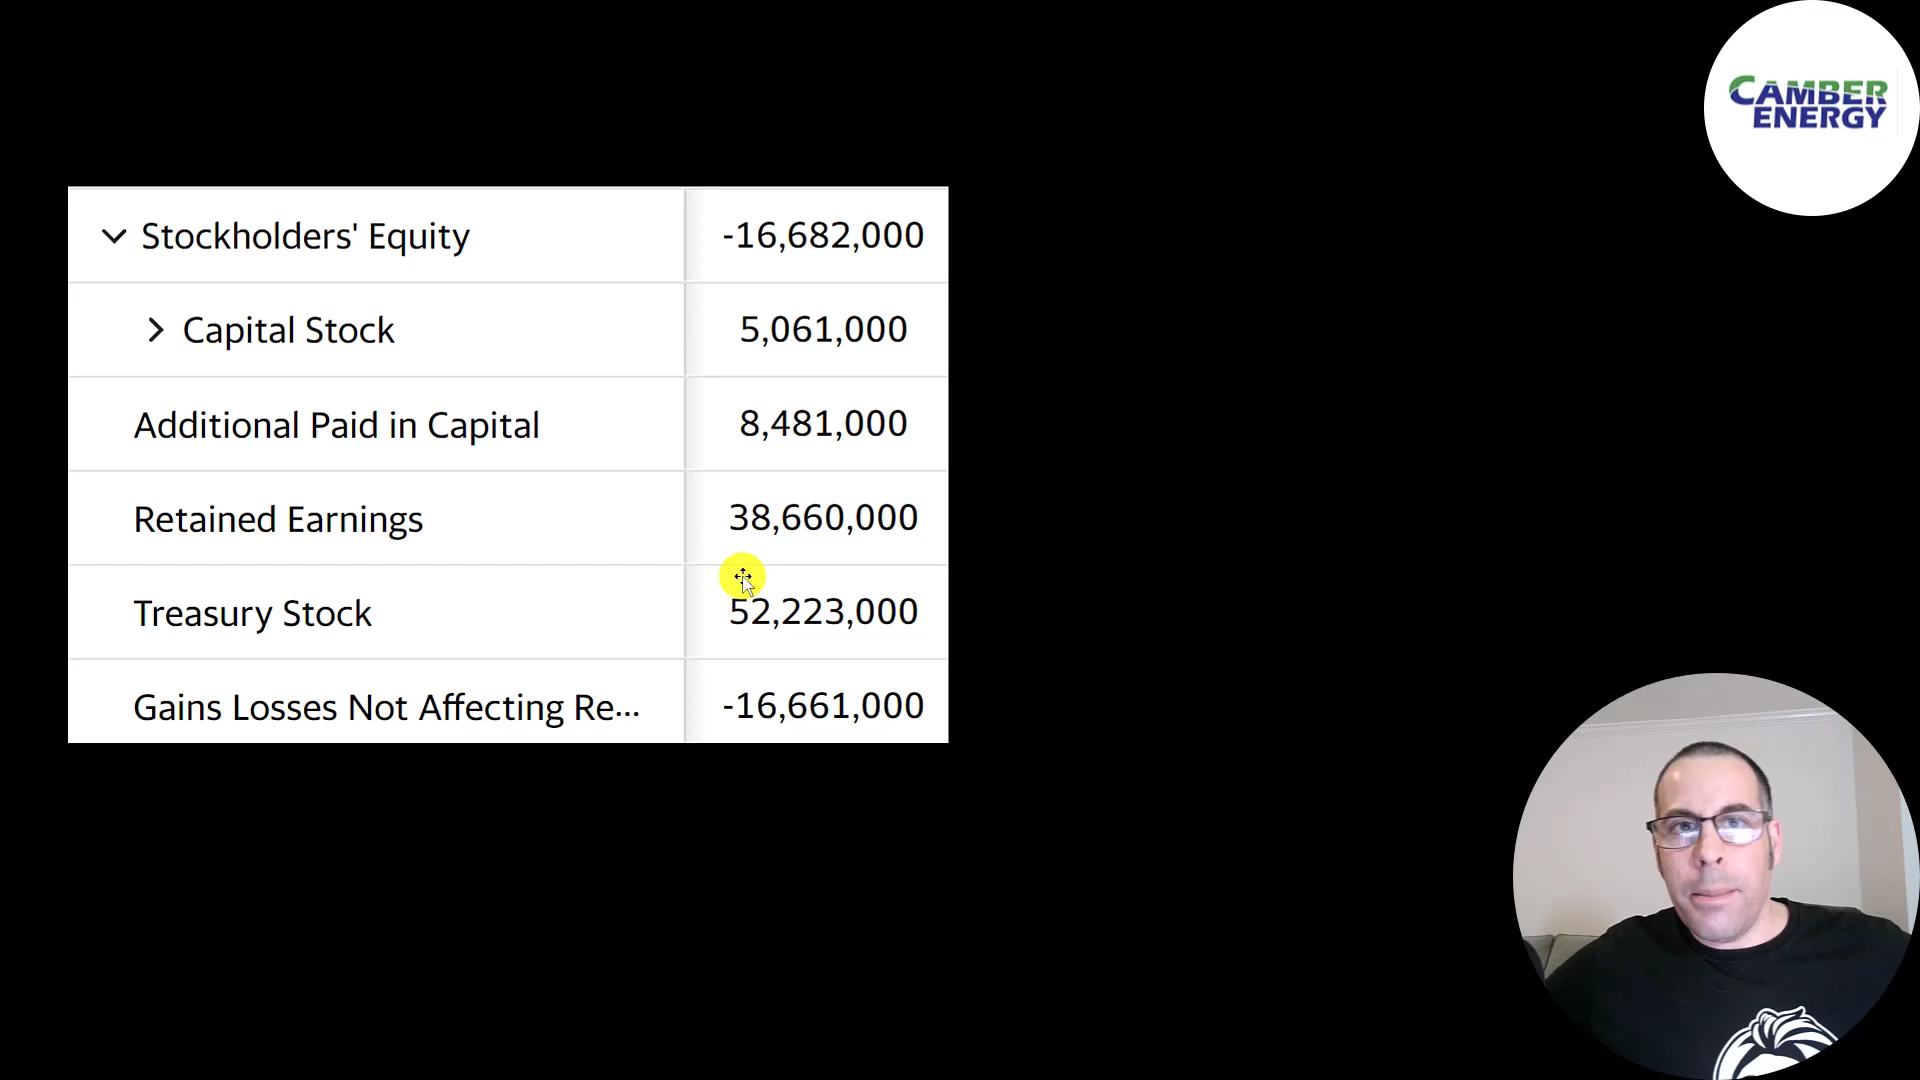 CAMBER
ENERGY
Stockholders' Equity -16,682,000
Capital Stock 5,061,000
Additional Paid in Capital 8,481,000
Retained Earnings 38,660,000
Treasury Stock 52,223,000
Gains Losses Not Affecting Re... -16,661,000